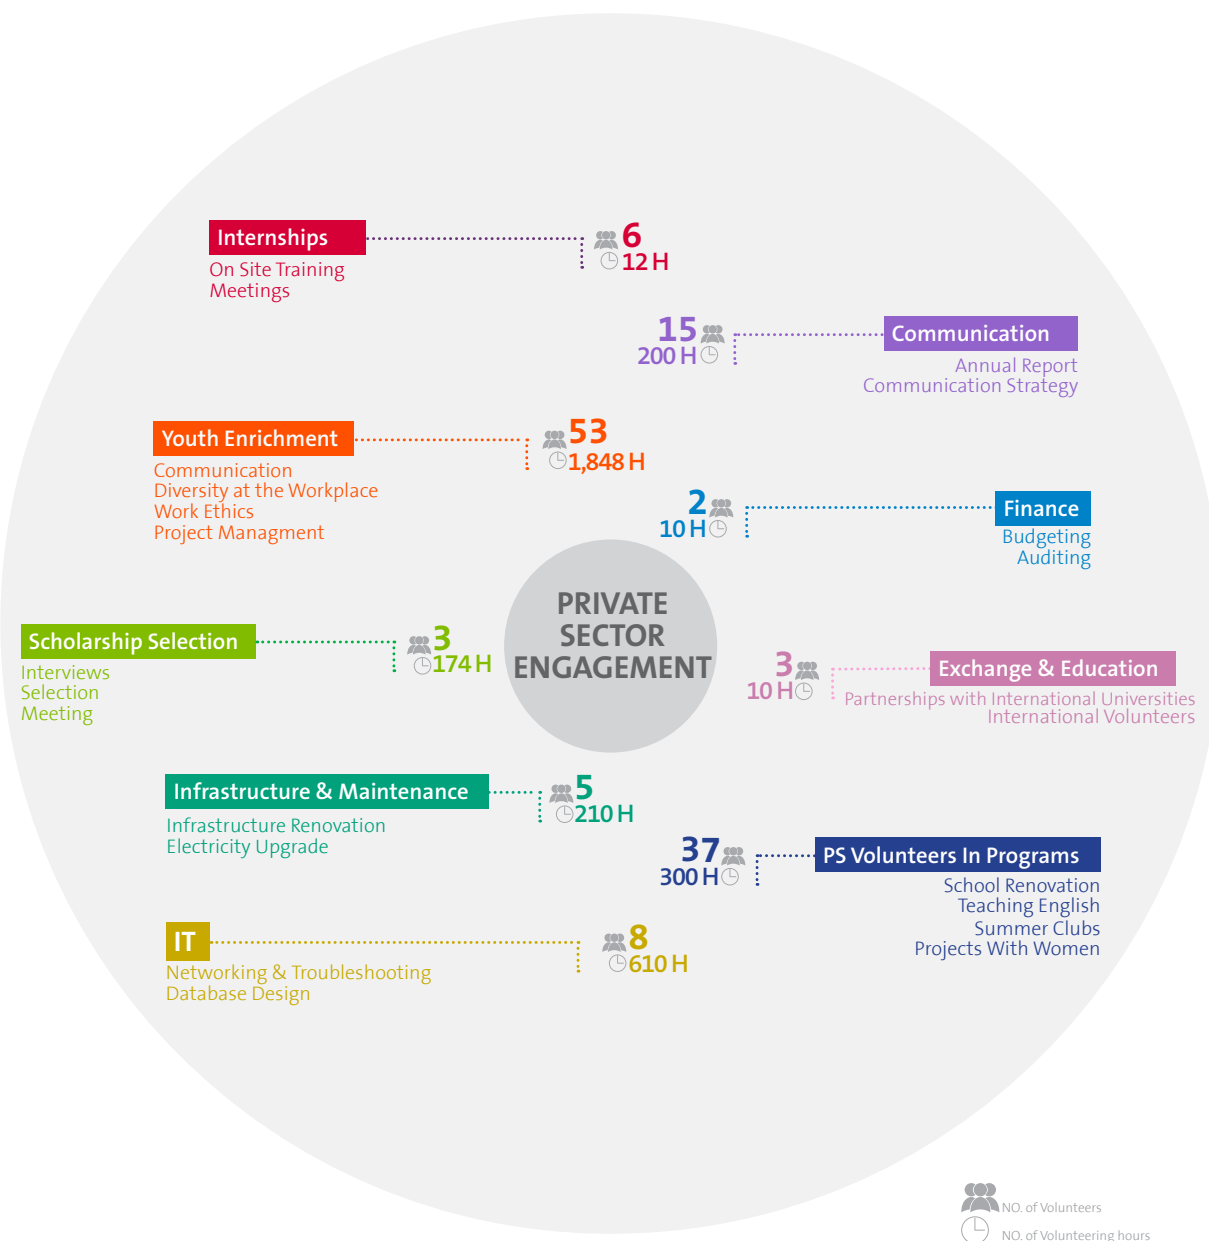 Internships
On Site Training
Meetings
6
12 H
15
200 H
Communication
Annual Report
Communication Strategy
Youth Enrichment
Communication
Diversity at the Workplace
Work Ethics
Project Managment
53
1,848 H
2
10 H
Finance
Budgeting
Auditing
PRIVATE
SECTOR
ENGAGEMENT
Scholarship Selection
Interviews
Selection
Meeting
3
174 H
3
10 H
Exchange & Education
Partnerships with International Universities
International Volunteers
Infrastructure & Maintenance
Infrastructure Renovation
Electricity Upgrade
5
210 H
37
300 H
PS Volunteers In Programs
School Renovation
Teaching English
Summer Clubs
Projects With Women
IT
Networking & Troubleshooting
Database Design
8
610 H
NO. of Volunteers
NO. of Volunteering hours